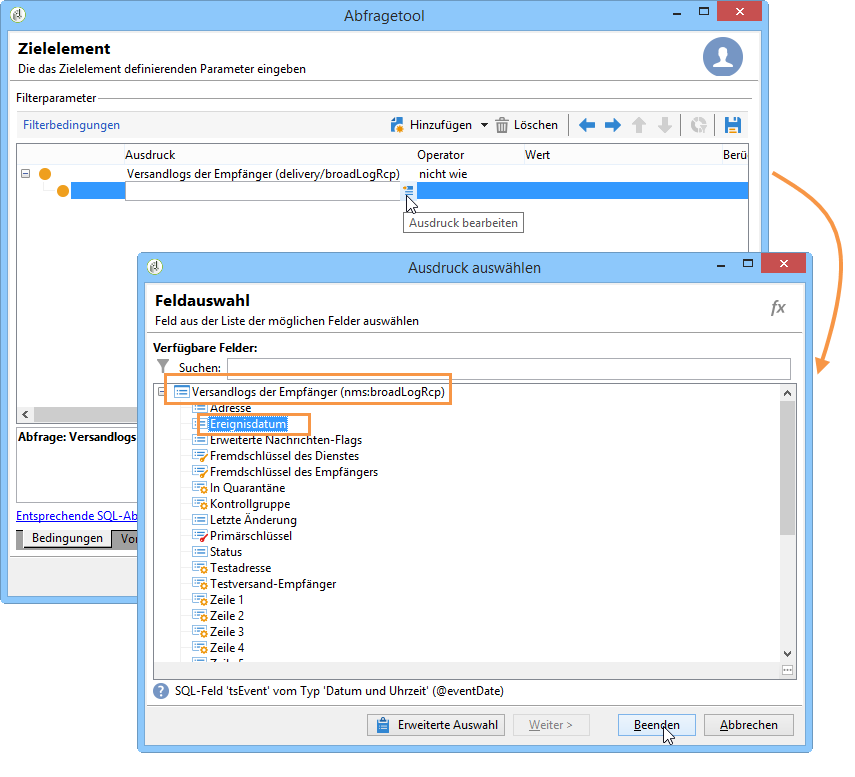 Abfragetool
Zielelement
Die das Zielelement definierenden Parameter eingeben
Filterparameter
Filterbedingungen
Hinzufügen
Löschen
Ausdruck Operator Wert Berü
Versandlogs der Empfänger (delivery/broadLogRcp) nicht wie
Ausdruck bearbeiten
Abfrage: Versandlogs
Entsprechende SQL-Ab
Bedingungen
Vor
Ausdruck auswählen
Feldauswahl
Feld aus der Liste der möglichen Felder auswählen
fx
Verfügbare Felder:
Suchen:
Versandlogs der Empfänger (nms:broadLogRcp)
Adresse
Ereignisdatum
Erweiterte Nachrichten-Flags
Fremdschlüssel des Dienstes
Fremdschlüssel des Empfängers
In Quarantäne
Kontrollgruppe
Letzte Änderung
Primärschlüssel
Status
Testadresse
Testversand-Empfänger
Zeile 1
Zeile 2
Zeile 3
Zeile 4
Zeile 5
SQL-Feld 'tsEvent' vom Typ 'Datum und Uhrzeit' (@eventDate)
Erweiterte Auswahl
Weiter >
Beenden
Abbrechen